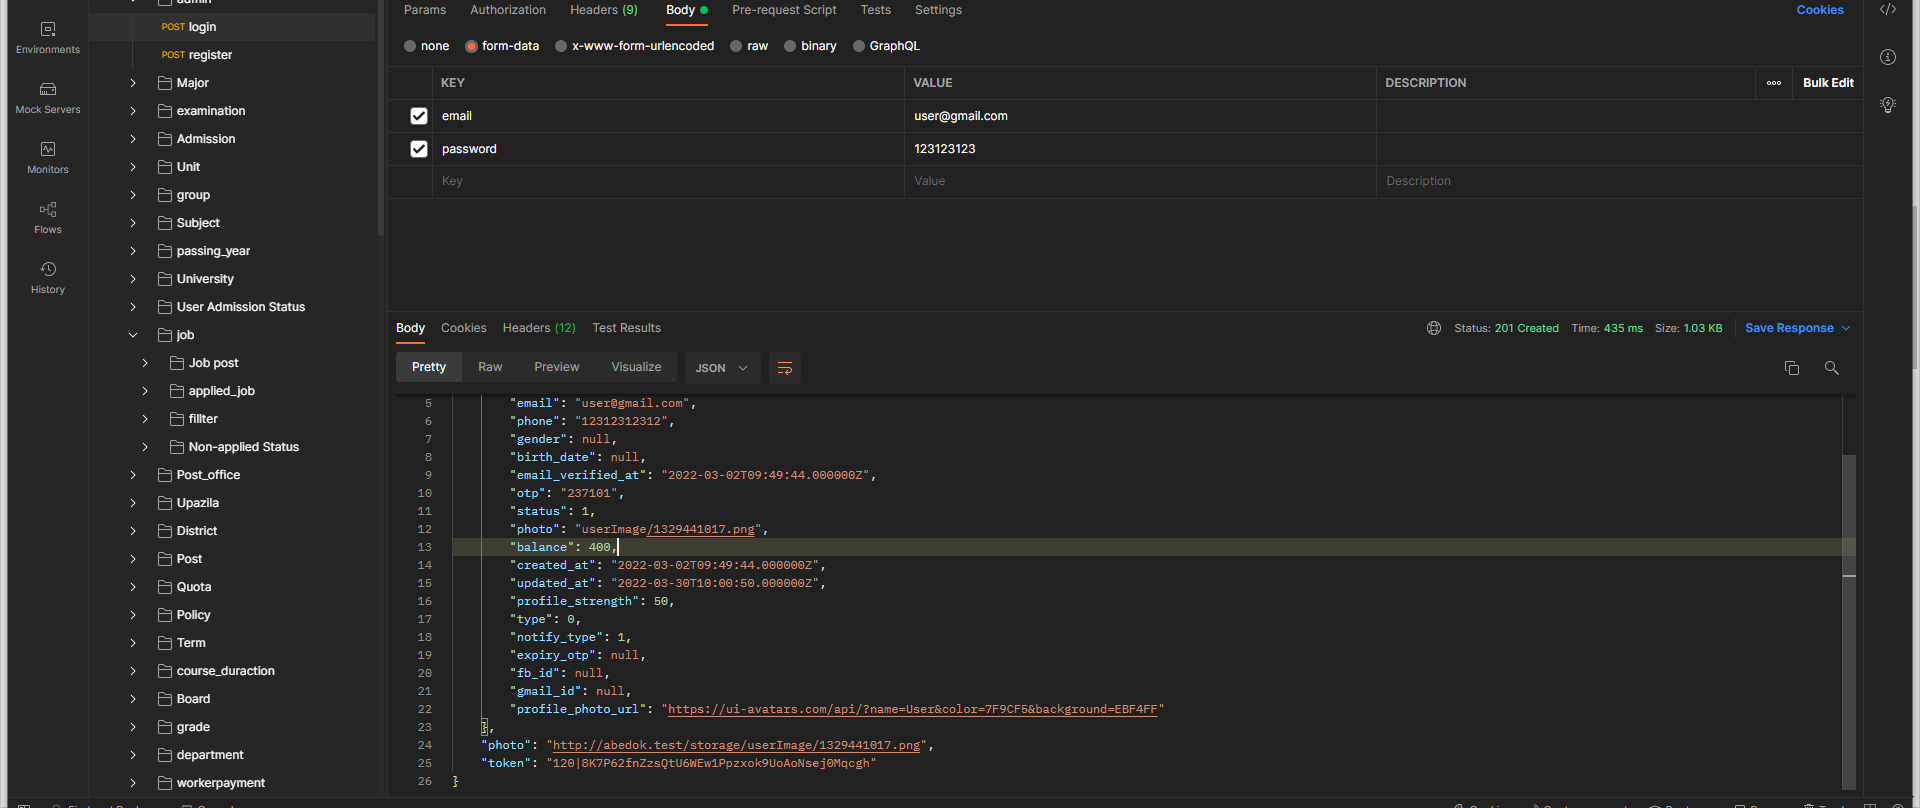 admin
POST login
POST register
Major
examination
Admission
Unit
group
Subject
passing_year
University
User Admission Status
job
Job post
applied_job
fillter
Non-applied Status
Post_office
Upazila
District
Post
Quota
Policy
Term
course_duraction
Board
grade
department
workerpayment
Environments
Mock Servers
Monitors
Flows
History
Params Authorization Headers (9) Body Pre-request Script Tests Settings Cookies
none form-data x-www-form-urlencoded raw binary GraphQL
KEY VALUE DESCRIPTION Bulk Edit
email user@gmail.com
password 123123123
Key Value Description
Body Cookies Headers (12) Test Results Status: 201 Created Time: 435 ms Size: 1.03 KB Save Response
Pretty Raw Preview Visualize JSON
5 "email": "user@gmail.com",
6 "phone": "12312312312",
7 "gender": null,
8 "birth_date": null,
9 "email_verified_at": "2022-03-02T09:49:44.000000Z",
10 "otp": "237101",
11 "status": 1,
12 "photo": "userImage/1329441017.png",
13 "balance": 400,
14 "created_at": "2022-03-02T09:49:44.000000Z",
15 "updated_at": "2022-03-30T10:00:50.000000Z",
16 "profile_strength": 50,
17 "type": 0,
18 "notify_type": 1,
19 "expiry_otp": null,
20 "fb_id": null,
21 "gmail_id": null,
22 "profile_photo_url": "https://ui-avatars.com/api/?name=User&color=7F9CF5&background=EBF4FF"
23 },
24 "photo": "http://abedok.test/storage/userImage/1329441017.png",
25 "token": "120|8K7P62fnZzsQtU6WEw1Ppzxok9UoAoNsej0Mqcgh"
26 }